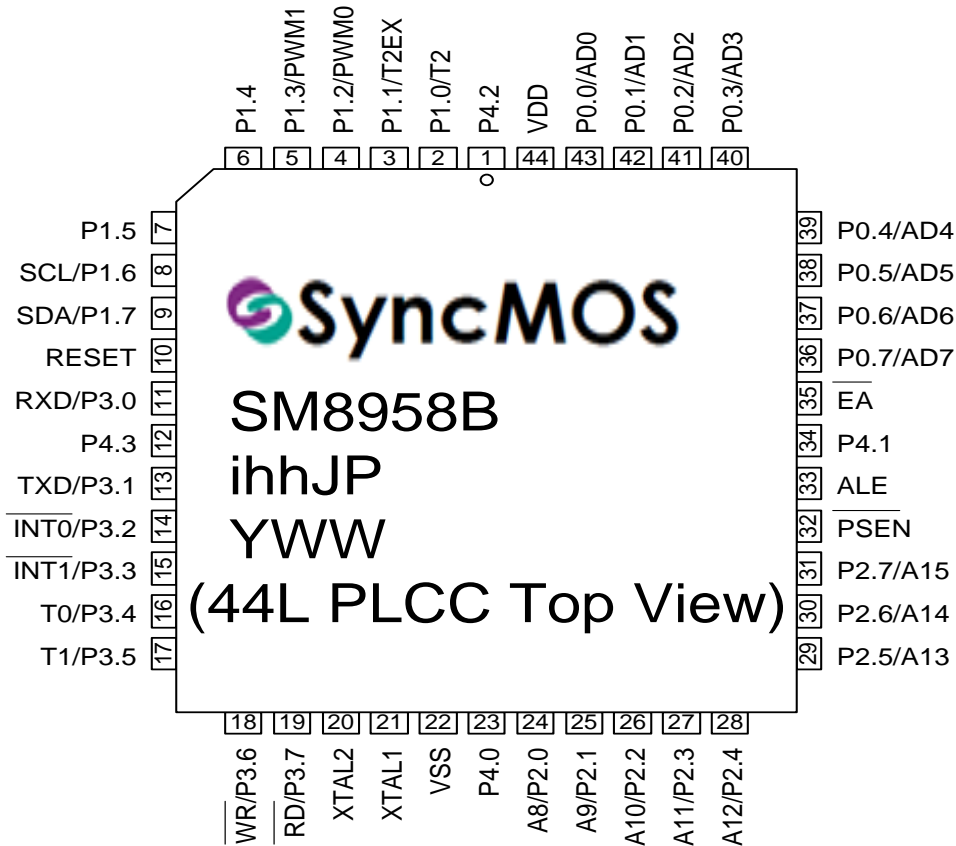 P1.4
P1.3/PWM1
P1.2/PWM0
P1.1/T2EX
P1.0/T2
P4.2
VDD
P0.0/AD0
P0.1/AD1
P0.2/AD2
P0.3/AD3
6 5 4 3 2 1 44 43 42 41 40
P1.5 7
SCL/P1.6 8
SDA/P1.7 9
RESET 10
RXD/P3.0 11
P4.3 12
TXD/P3.1 13
INT0/P3.2 14
INT1/P3.3 15
T0/P3.4 16
T1/P3.5 17
SyncMOS
SM8958B
ihhJP
YWW
(44L PLCC Top View)
39 P0.4/AD4
38 P0.5/AD5
37 P0.6/AD6
36 P0.7/AD7
35 EA
34 P4.1
33 ALE
32 PSEN
31 P2.7/A15
30 P2.6/A14
29 P2.5/A13
18 19 20 21 22 23 24 25 26 27 28
WR/P3.6
RD/P3.7
XTAL2
XTAL1
VSS
P4.0
A8/P2.0
A9/P2.1
A10/P2.2
A11/P2.3
A12/P2.4